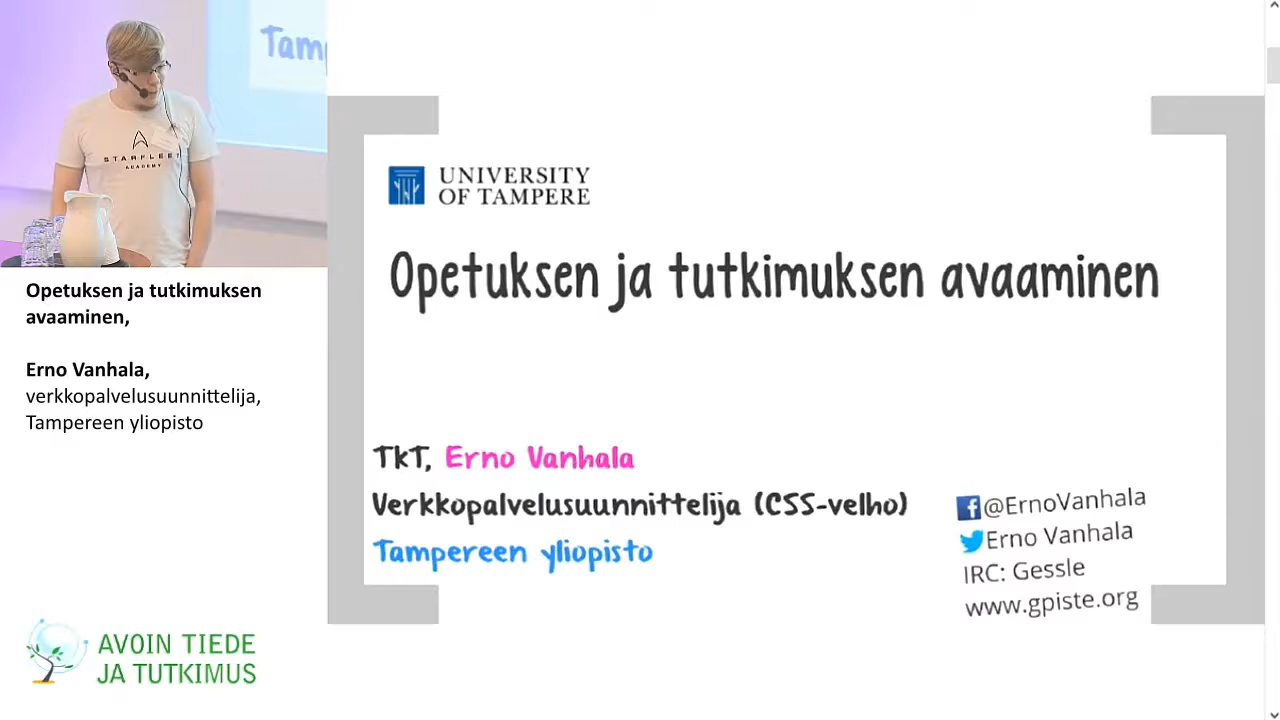 Tam
STARFLEET
ACADEMY
Opetuksen ja tutkimuksen
avaaminen,
Erno Vanhala,
verkkopalvelusuunnittelija,
Tampereen yliopisto
AVOIN TIEDE
JA TUTKIMUS
UNIVERSITY
OF TAMPERE
Opetuksen ja tutkimuksen avaaminen
TkT, Erno Vanhala
Verkkopalvelusuunnittelija (CSS-velho)
Tampereen yliopisto
@ErnoVanhala
Erno Vanhala
IRC: Gessle
www.gpiste.org